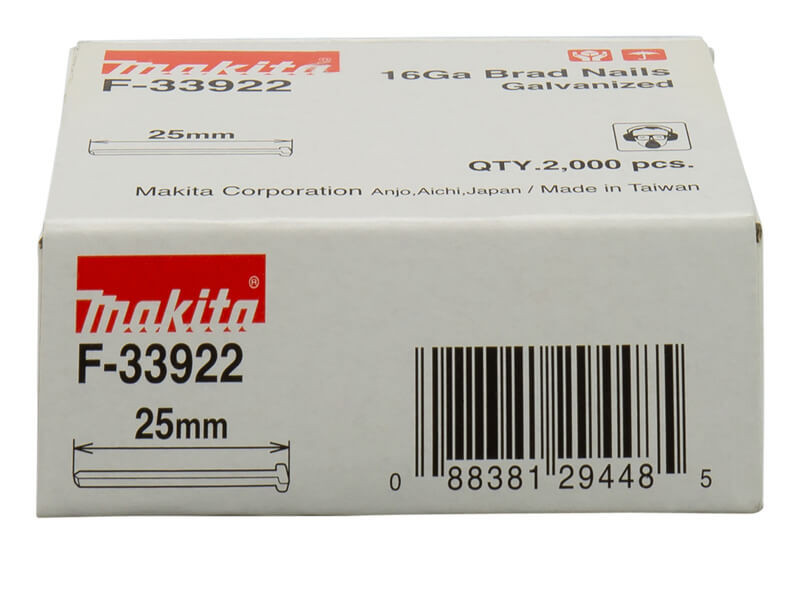 makita ®
F-33922
25mm
16Ga Brad Nails
Galvanized
QTY.2,000 pcs.
Makita Corporation Anjo,Aichi,Japan / Made in Taiwan
makita ®
F-33922
25mm
0 88381 29448 5